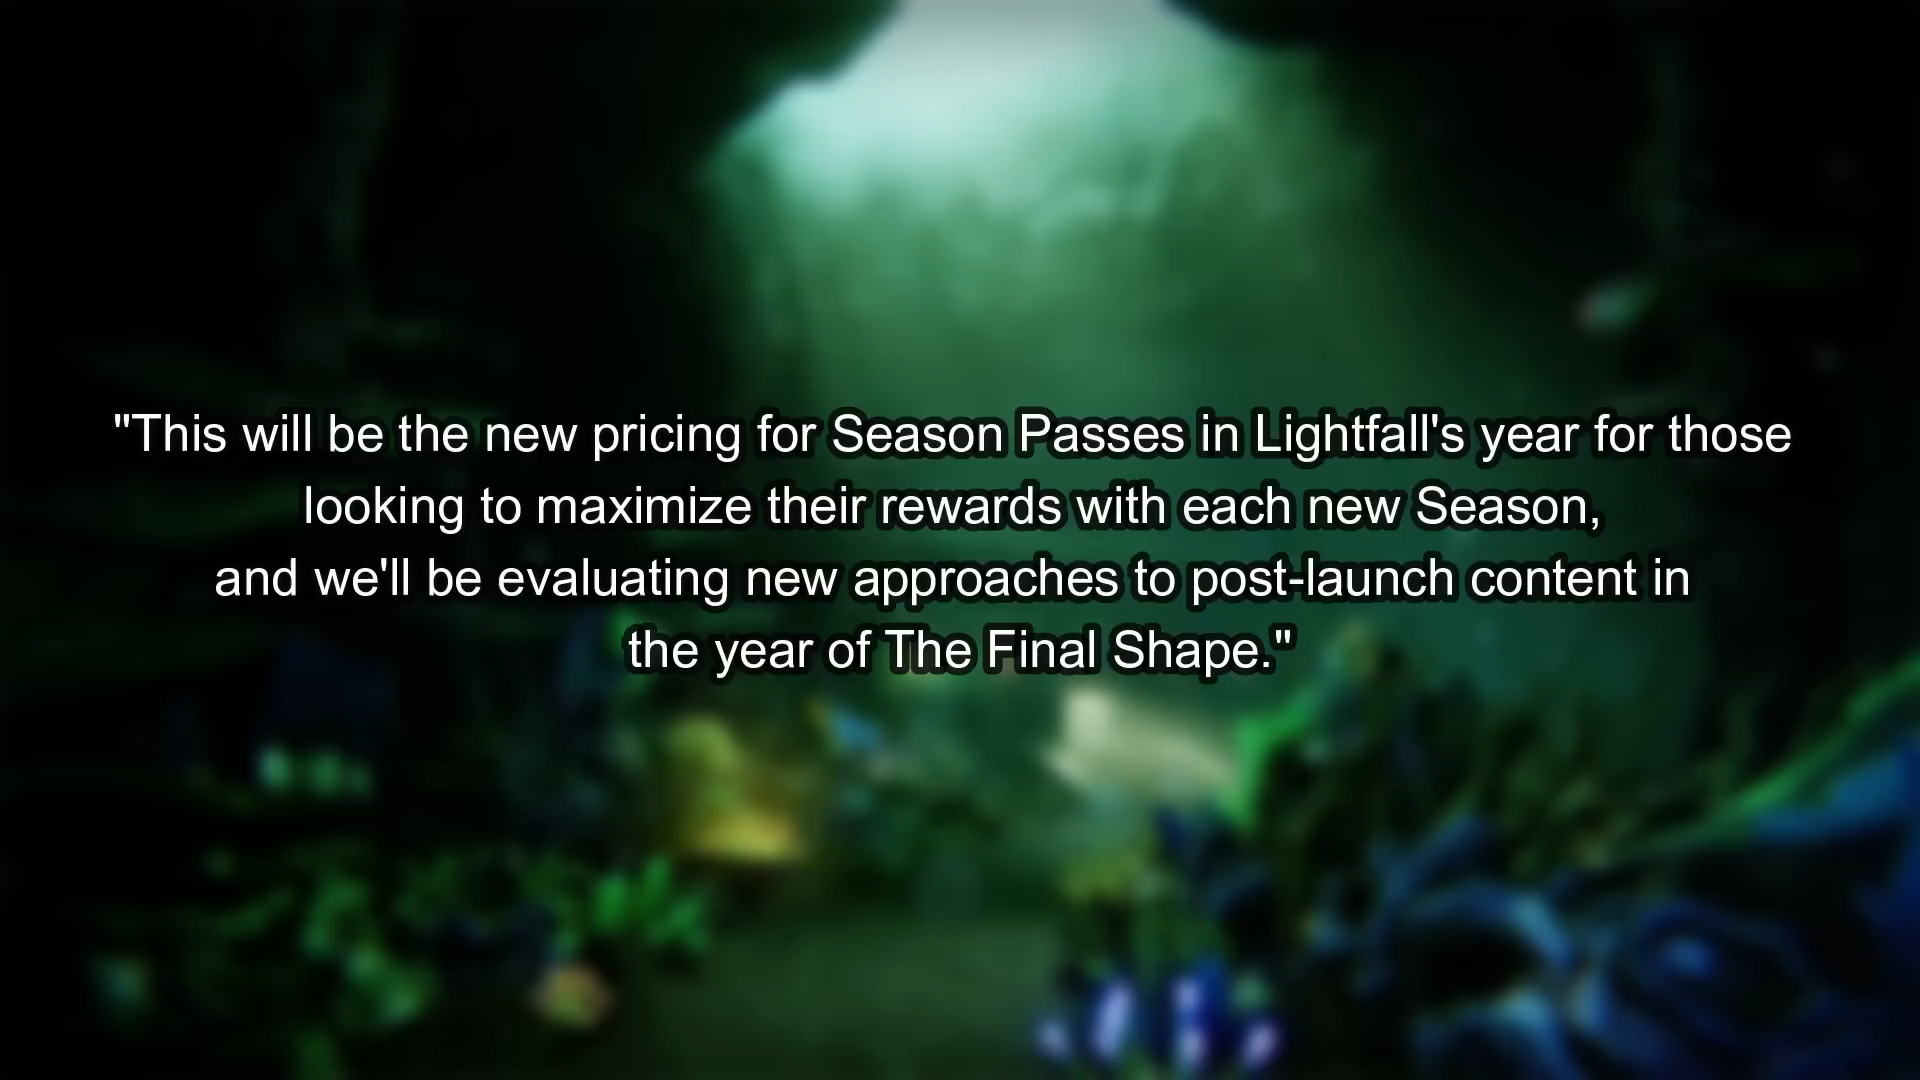 "This will be the new pricing for Season Passes in Lightfall's year for those
looking to maximize their rewards with each new Season,
and we'll be evaluating new approaches to post-launch content in
the year of The Final Shape."